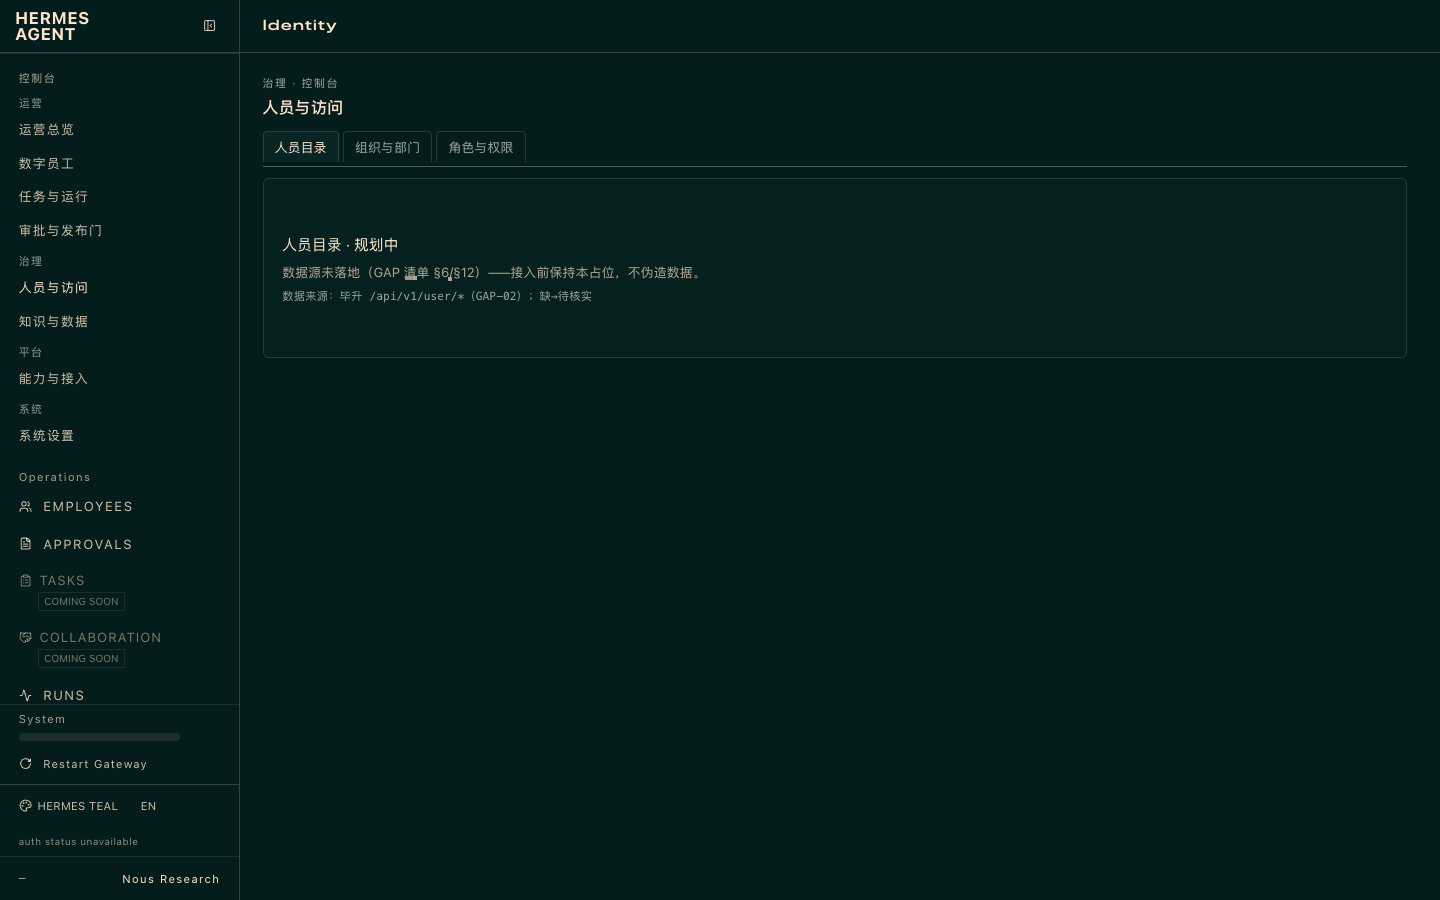 HERMES
AGENT
Identity
控制台
运营
运营总览
数字员工
任务与运行
审批与发布门
治理
人员与访问
知识与数据
平台
能力与接入
系统
系统设置
Operations
EMPLOYEES
APPROVALS
TASKS
COMING SOON
COLLABORATION
COMING SOON
RUNS
System
Restart Gateway
HERMES TEAL EN
auth status unavailable
— Nous Research
治理 · 控制台
人员与访问
人员目录 组织与部门 角色与权限
人员目录 · 规划中
数据源未落地（GAP 清单 §6/§12）——接入前保持本占位，不伪造数据。
数据来源：毕升 /api/v1/user/*（GAP-02）；缺→待核实